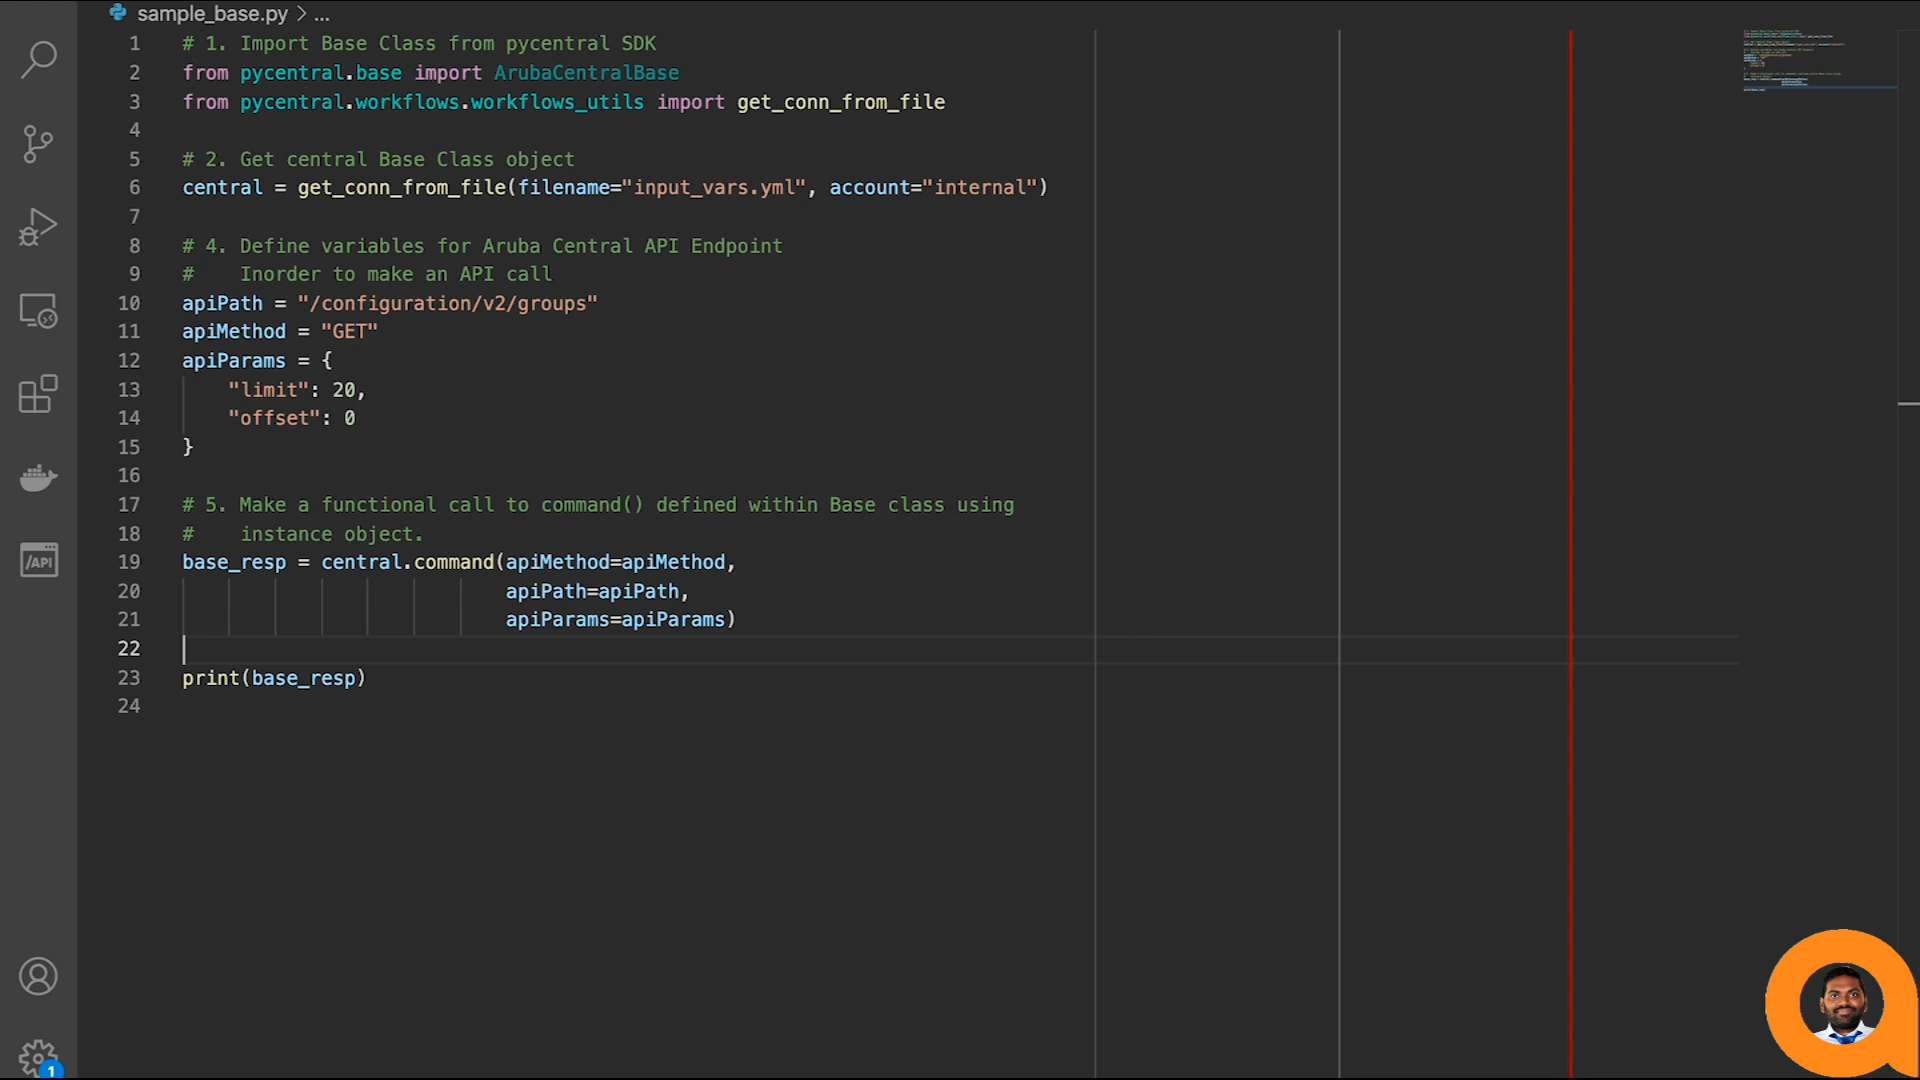 sample_base.py > ...
1 # 1. Import Base Class from pycentral SDK
2 from pycentral.base import ArubaCentralBase
3 from pycentral.workflows.workflows_utils import get_conn_from_file
4
5 # 2. Get central Base Class object
6 central = get_conn_from_file(filename="input_vars.yml", account="internal")
7
8 # 4. Define variables for Aruba Central API Endpoint
9 #    Inorder to make an API call
10 apiPath = "/configuration/v2/groups"
11 apiMethod = "GET"
12 apiParams = {
13     "limit": 20,
14     "offset": 0
15 }
16
17 # 5. Make a functional call to command() defined within Base class using
18 #    instance object.
19 base_resp = central.command(apiMethod=apiMethod,
20                             apiPath=apiPath,
21                             apiParams=apiParams)
22
23 print(base_resp)
24
/API
1